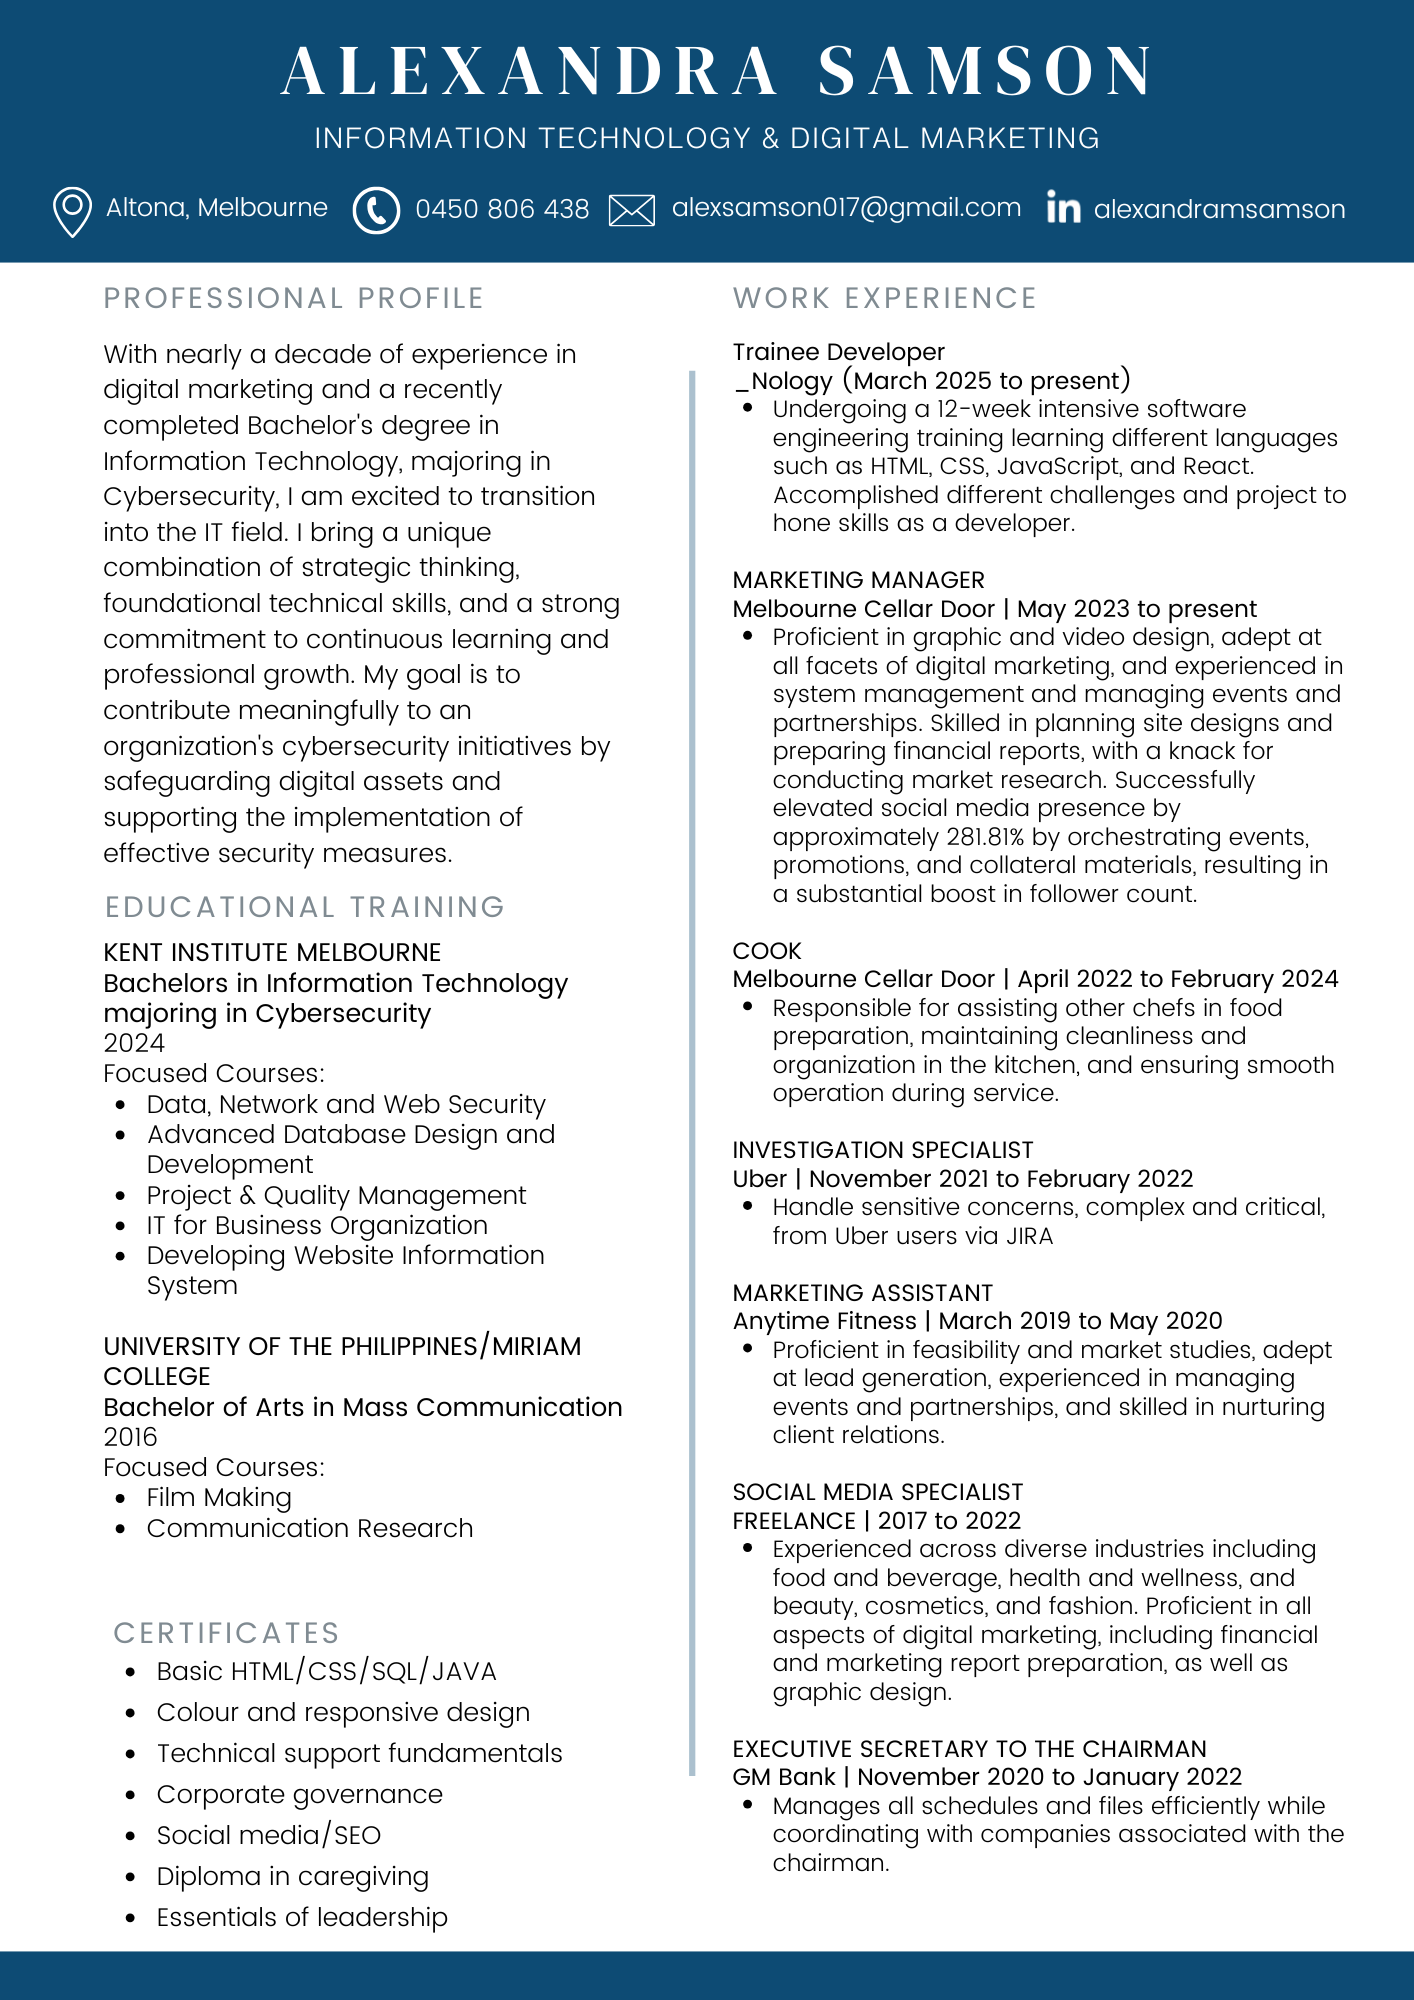 ALEXANDRA SAMSON
INFORMATION TECHNOLOGY & DIGITAL MARKETING
Altona, Melbourne
0450 806 438
alexsamson017@gmail.com
in alexandramsamson
PROFESSIONAL PROFILE
With nearly a decade of experience in
digital marketing and a recently
completed Bachelor's degree in
Information Technology, majoring in
Cybersecurity, I am excited to transition
into the IT field. I bring a unique
combination of strategic thinking,
foundational technical skills, and a strong
commitment to continuous learning and
professional growth. My goal is to
contribute meaningfully to an
organization's cybersecurity initiatives by
safeguarding digital assets and
supporting the implementation of
effective security measures.
EDUCATIONAL TRAINING
KENT INSTITUTE MELBOURNE
Bachelors in Information Technology
majoring in Cybersecurity
2024
Focused Courses:
• Data, Network and Web Security
• Advanced Database Design and
Development
• Project & Quality Management
• IT for Business Organization
• Developing Website Information
System
UNIVERSITY OF THE PHILIPPINES/MIRIAM
COLLEGE
Bachelor of Arts in Mass Communication
2016
Focused Courses:
• Film Making
• Communication Research
CERTIFICATES
• Basic HTML/CSS/SQL/JAVA
• Colour and responsive design
• Technical support fundamentals
• Corporate governance
• Social media/SEO
• Diploma in caregiving
• Essentials of leadership
WORK EXPERIENCE
Trainee Developer
_Nology (March 2025 to present)
• Undergoing a 12-week intensive software
engineering training learning different languages
such as HTML, CSS, JavaScript, and React.
Accomplished different challenges and project to
hone skills as a developer.
MARKETING MANAGER
Melbourne Cellar Door | May 2023 to present
• Proficient in graphic and video design, adept at
all facets of digital marketing, and experienced in
system management and managing events and
partnerships. Skilled in planning site designs and
preparing financial reports, with a knack for
conducting market research. Successfully
elevated social media presence by
approximately 281.81% by orchestrating events,
promotions, and collateral materials, resulting in
a substantial boost in follower count.
COOK
Melbourne Cellar Door | April 2022 to February 2024
• Responsible for assisting other chefs in food
preparation, maintaining cleanliness and
organization in the kitchen, and ensuring smooth
operation during service.
INVESTIGATION SPECIALIST
Uber | November 2021 to February 2022
• Handle sensitive concerns, complex and critical,
from Uber users via JIRA
MARKETING ASSISTANT
Anytime Fitness | March 2019 to May 2020
• Proficient in feasibility and market studies, adept
at lead generation, experienced in managing
events and partnerships, and skilled in nurturing
client relations.
SOCIAL MEDIA SPECIALIST
FREELANCE | 2017 to 2022
• Experienced across diverse industries including
food and beverage, health and wellness, and
beauty, cosmetics, and fashion. Proficient in all
aspects of digital marketing, including financial
and marketing report preparation, as well as
graphic design.
EXECUTIVE SECRETARY TO THE CHAIRMAN
GM Bank | November 2020 to January 2022
• Manages all schedules and files efficiently while
coordinating with companies associated with the
chairman.